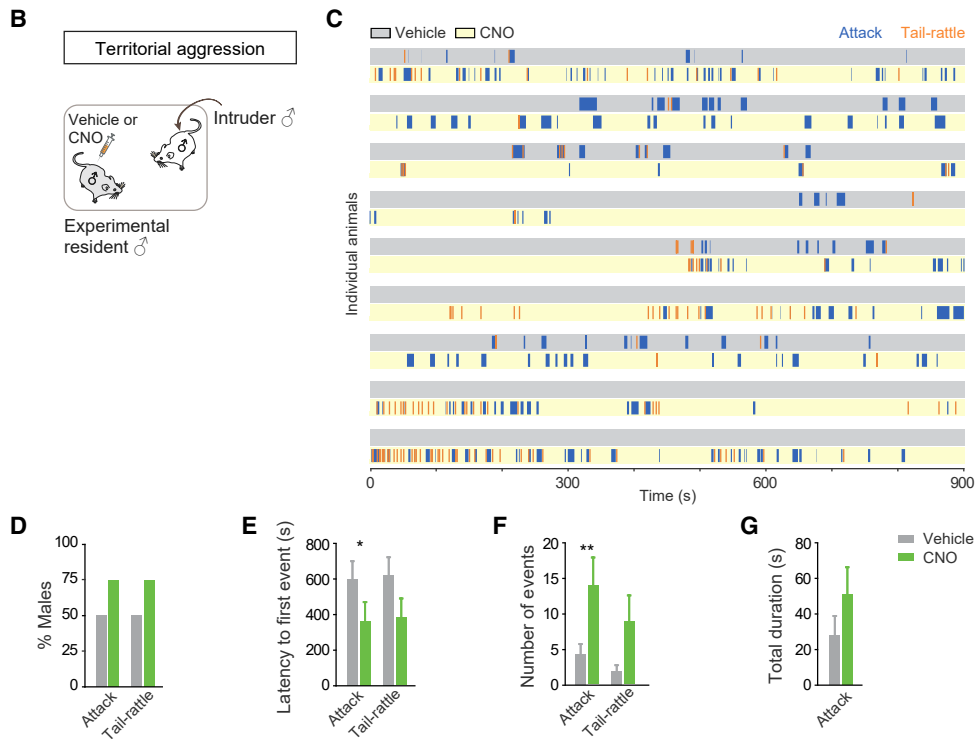 B
Territorial aggression
Vehicle or
CNO
Intruder ♂
♂
♂
Experimental
resident ♂
C
Vehicle CNO Attack Tail-rattle
Individual animals
0 300 600 900
Time (s)
D
% Males
100
75
50
25
0
Attack
Tail-rattle
E
Latency to first event (s)
800
600
400
200
0
*
Attack
Tail-rattle
F
Number of events
20
15
10
5
0
**
Attack
Tail-rattle
G
Total duration (s)
80
60
40
20
0
Attack
Vehicle
CNO